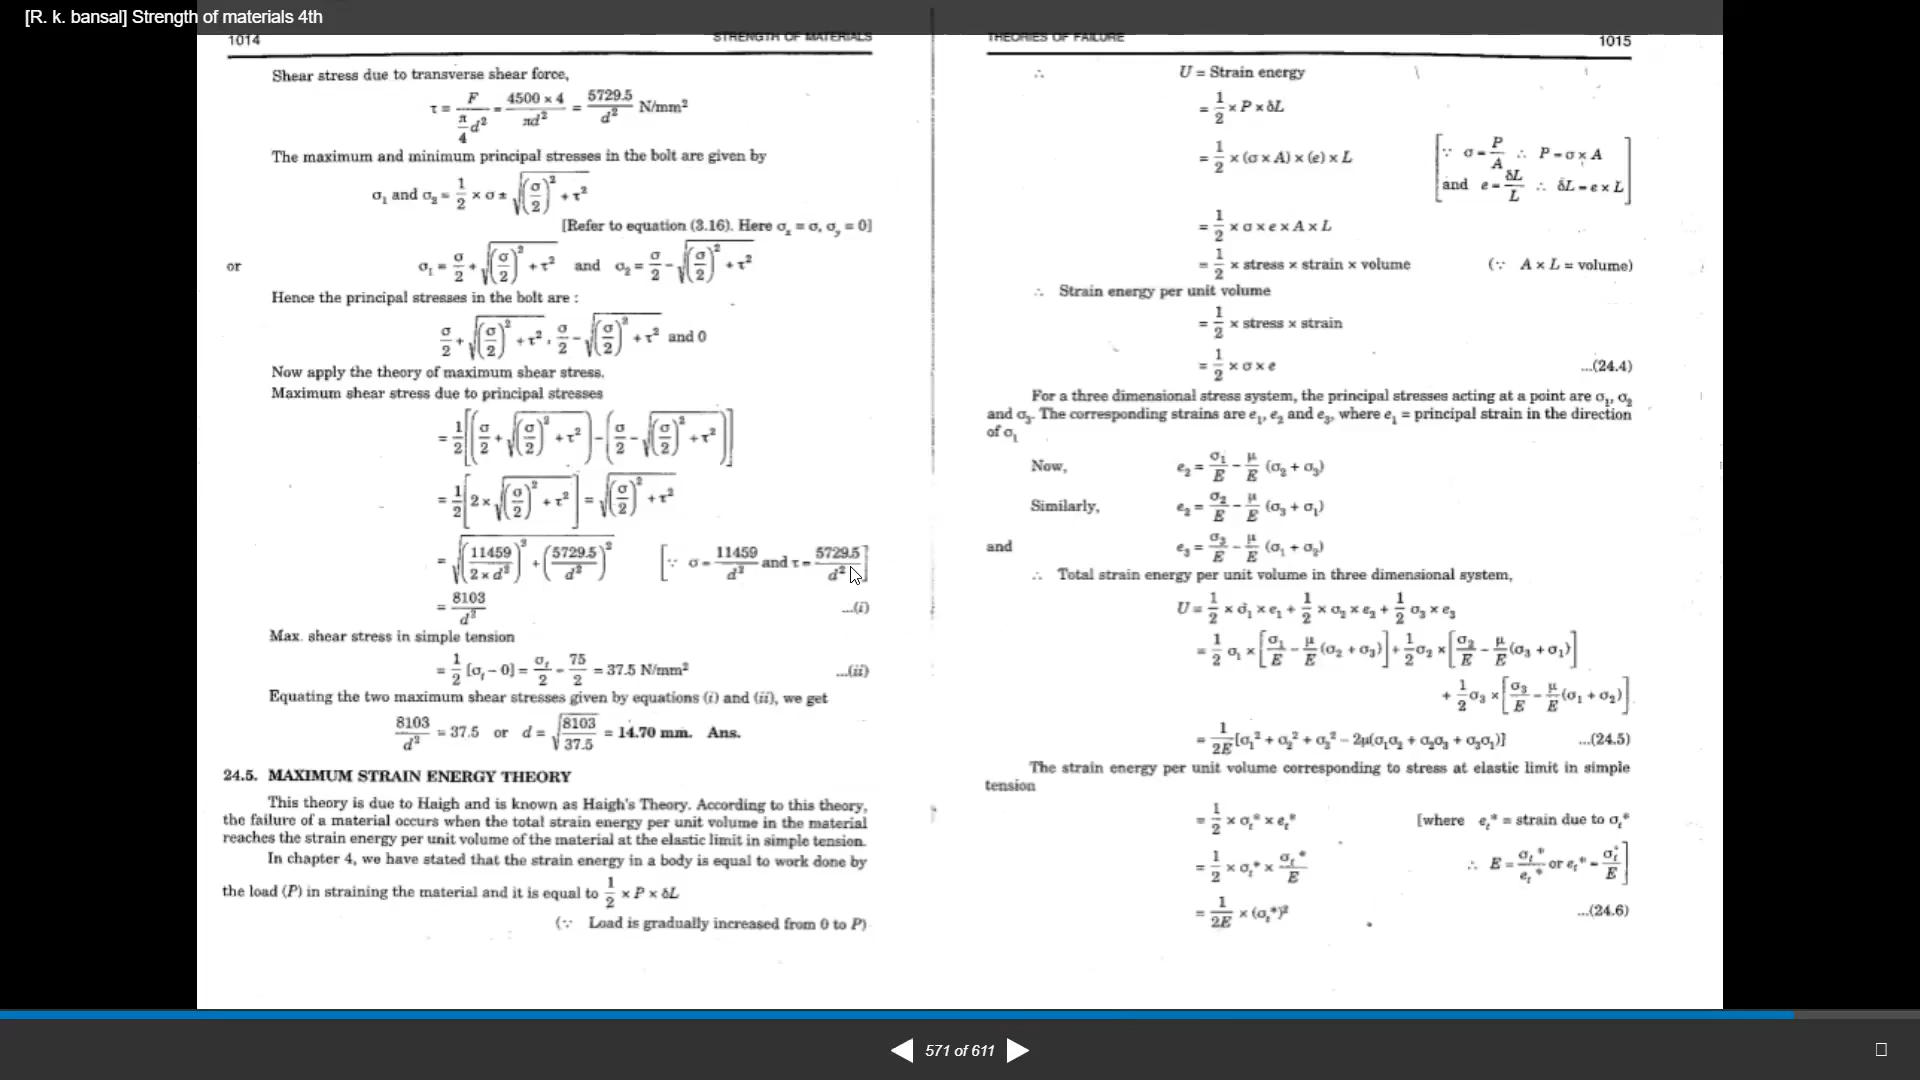 [R. k. bansal] Strength of materials 4th
1014 STRENGTH OF MATERIALS
Shear stress due to transverse shear force,
τ = F / (π/4 d²) = 4500 × 4 / πd² = 5729.5 / d² N/mm²
The maximum and minimum principal stresses in the bolt are given by
σ₁ and σ₂ = 1/2 × σ ± √((σ/2)² + τ²)
[Refer to equation (3.16). Here σₓ = σ, σᵧ = 0]
or σ₁ = σ/2 + √((σ/2)² + τ²) and σ₂ = σ/2 − √((σ/2)² + τ²)
Hence the principal stresses in the bolt are :
σ/2 + √((σ/2)² + τ²), σ/2 − √((σ/2)² + τ²) and 0
Now apply the theory of maximum shear stress.
Maximum shear stress due to principal stresses
= 1/2 [(σ/2 + √((σ/2)² + τ²)) − (σ/2 − √((σ/2)² + τ²))]
= 1/2 [2 × √((σ/2)² + τ²)] = √((σ/2)² + τ²)
= √((11459 / 2 × d²)² + (5729.5 / d²)²) [∵ σ = 11459/d² and τ = 5729.5/d²]
= 8103/d² ...(i)
Max. shear stress in simple tension
= 1/2 [σₜ − 0] = σₜ/2 = 75/2 = 37.5 N/mm² ...(ii)
Equating the two maximum shear stresses given by equations (i) and (ii), we get
8103/d² = 37.5 or d = √(8103/37.5) = 14.70 mm. Ans.
24.5. MAXIMUM STRAIN ENERGY THEORY
This theory is due to Haigh and is known as Haigh's Theory. According to this theory,
the failure of a material occurs when the total strain energy per unit volume in the material
reaches the strain energy per unit volume of the material at the elastic limit in simple tension.
In chapter 4, we have stated that the strain energy in a body is equal to work done by
the load (P) in straining the material and it is equal to 1/2 × P × δL
(∵ Load is gradually increased from 0 to P)
THEORIES OF FAILURE 1015
∴ U = Strain energy
= 1/2 × P × δL
= 1/2 × (σ × A) × (e) × L [∵ σ = P/A ∴ P = σ × A
and e = δL/L ∴ δL = e × L]
= 1/2 × σ × e × A × L
= 1/2 × stress × strain × volume (∵ A × L = volume)
∴ Strain energy per unit volume
= 1/2 × stress × strain
= 1/2 × σ × e ...(24.4)
For a three dimensional stress system, the principal stresses acting at a point are σ₁, σ₂
and σ₃. The corresponding strains are e₁, e₂ and e₃, where e₁ = principal strain in the direction
of σ₁
Now, e₂ = σ₁/E − μ/E (σ₂ + σ₃)
Similarly, e₂ = σ₂/E − μ/E (σ₃ + σ₁)
and e₃ = σ₃/E − μ/E (σ₁ + σ₂)
∴ Total strain energy per unit volume in three dimensional system,
U = 1/2 × σ₁ × e₁ + 1/2 × σ₂ × e₂ + 1/2 σ₃ × e₃
= 1/2 σ₁ × [σ₁/E − μ/E (σ₂ + σ₃)] + 1/2 σ₂ × [σ₂/E − μ/E (σ₃ + σ₁)]
+ 1/2 σ₃ × [σ₃/E − μ/E (σ₁ + σ₂)]
= 1/2E [σ₁² + σ₂² + σ₃² − 2μ(σ₁σ₂ + σ₂σ₃ + σ₃σ₁)] ...(24.5)
The strain energy per unit volume corresponding to stress at elastic limit in simple
tension
= 1/2 × σₜ* × eₜ* [where eₜ* = strain due to σₜ*
= 1/2 × σₜ* × σₜ*/E ∴ E = σₜ*/eₜ* or eₜ* = σₜ*/E]
= 1/2E × (σₜ*)² ...(24.6)
571 of 611